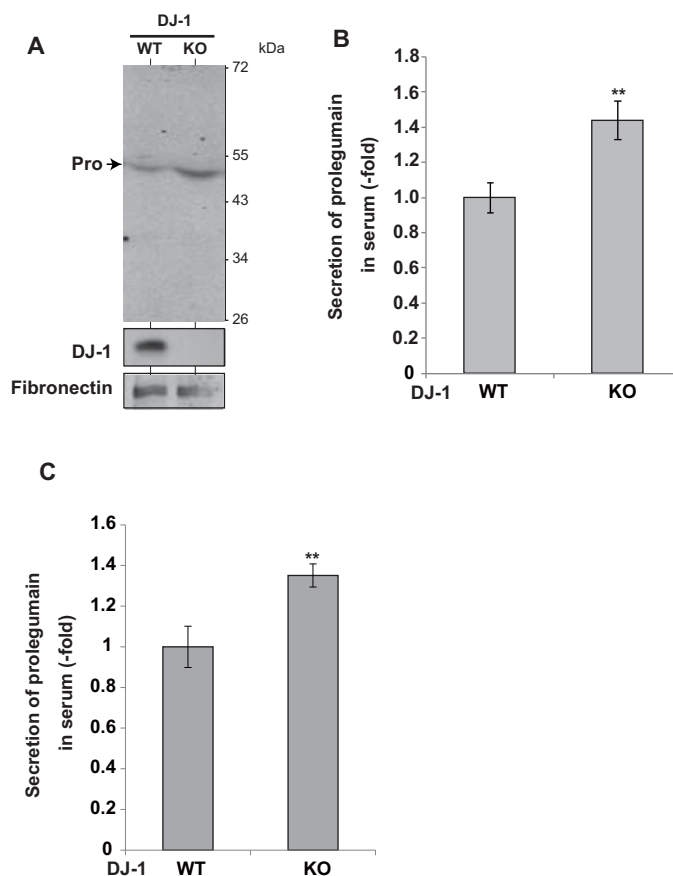 A
DJ-1
WT KO kDa
72
Pro
55
43
34
26
DJ-1
Fibronectin
B
Secretion of prolegumain
in serum (-fold)
1.8
1.6
1.4
1.2
1.0
0.8
0.6
0.4
0.2
0
**
DJ-1 WT KO
C
Secretion of prolegumain
in serum (-fold)
1.6
1.4
1.2
1
0.8
0.6
0.4
0.2
0
**
DJ-1 WT KO